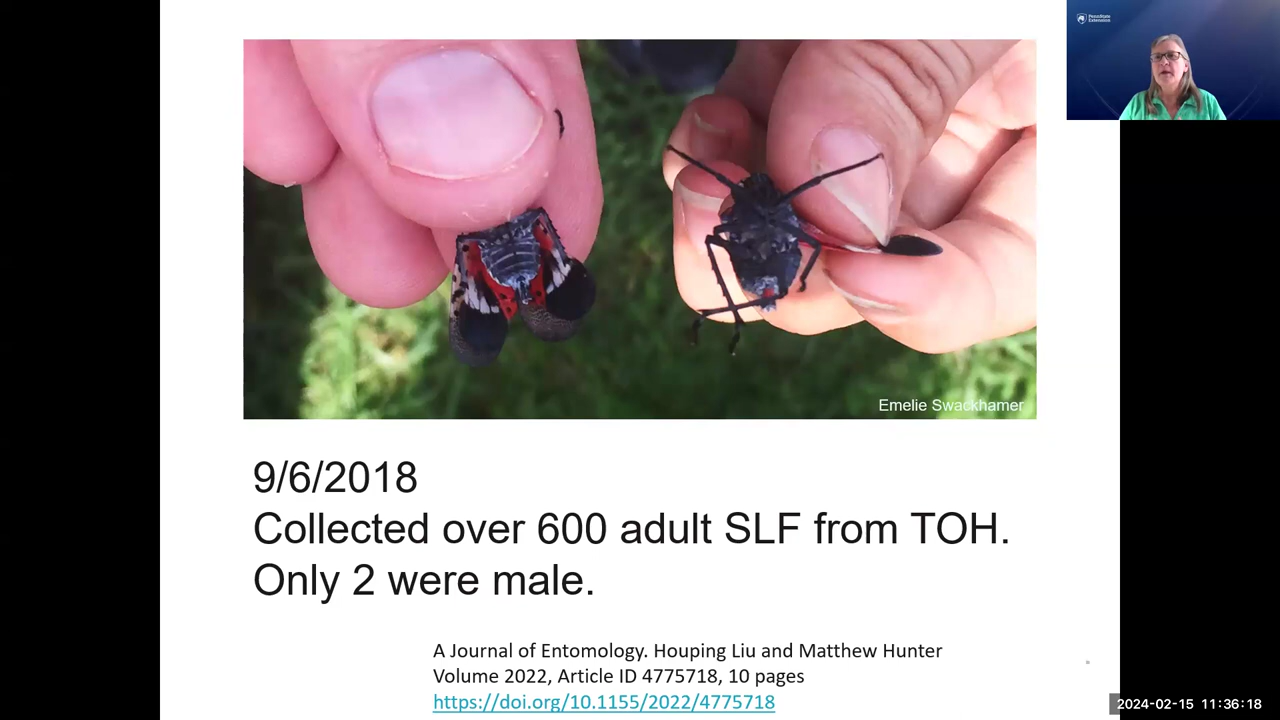 PennState
Extension
Emelie Swackhamer
9/6/2018
Collected over 600 adult SLF from TOH.
Only 2 were male.
A Journal of Entomology. Houping Liu and Matthew Hunter
Volume 2022, Article ID 4775718, 10 pages
https://doi.org/10.1155/2022/4775718
2024-02-15 11:36:18